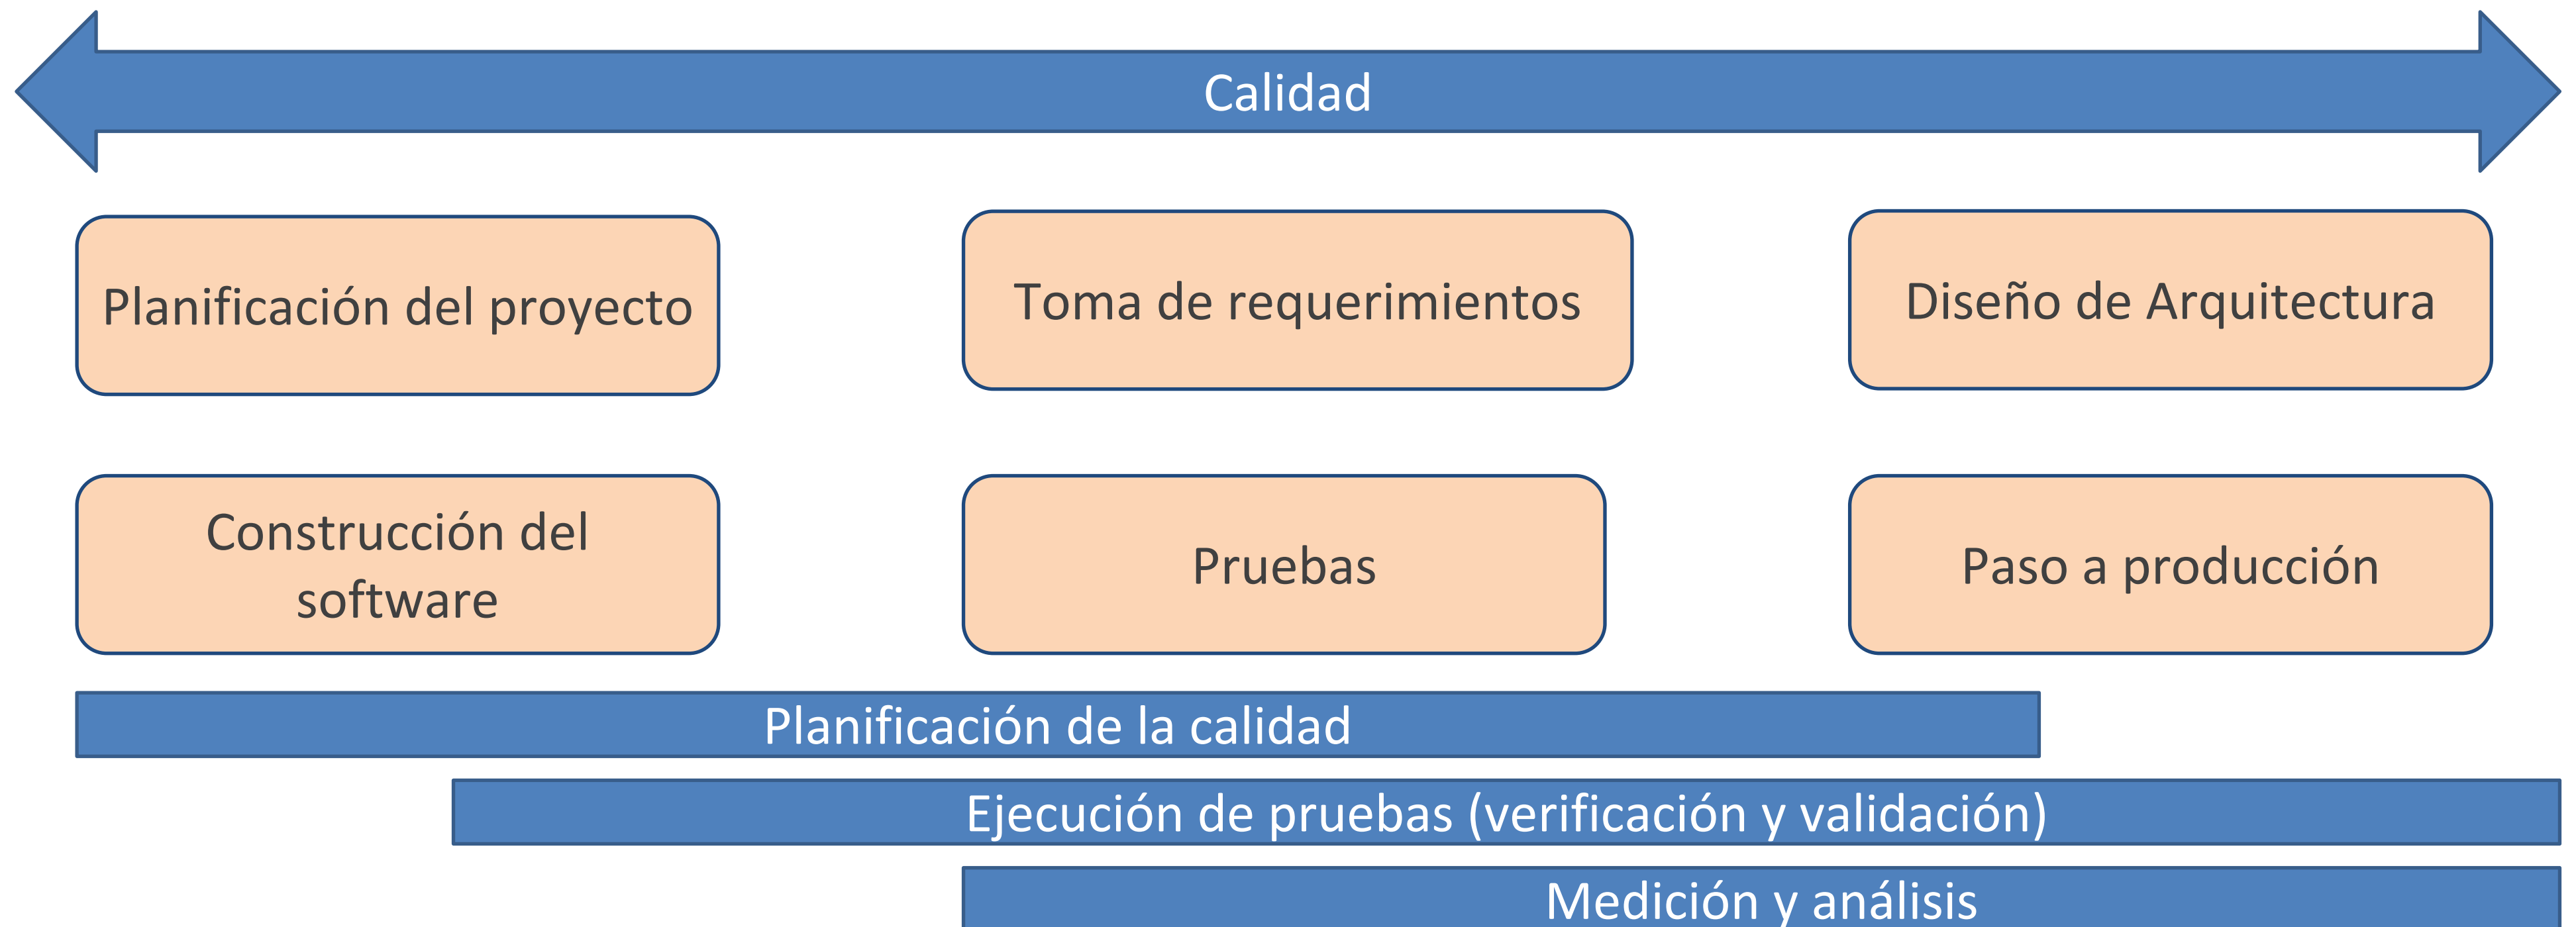 Calidad
Planificación del proyecto
Toma de requerimientos
Diseño de Arquitectura
Construcción del
software
Pruebas
Paso a producción
Planificación de la calidad
Ejecución de pruebas (verificación y validación)
Medición y análisis